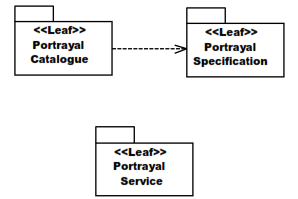 <<Leaf>>
Portrayal
Catalogue
<<Leaf>>
Portrayal
Specification
<<Leaf>>
Portrayal
Service